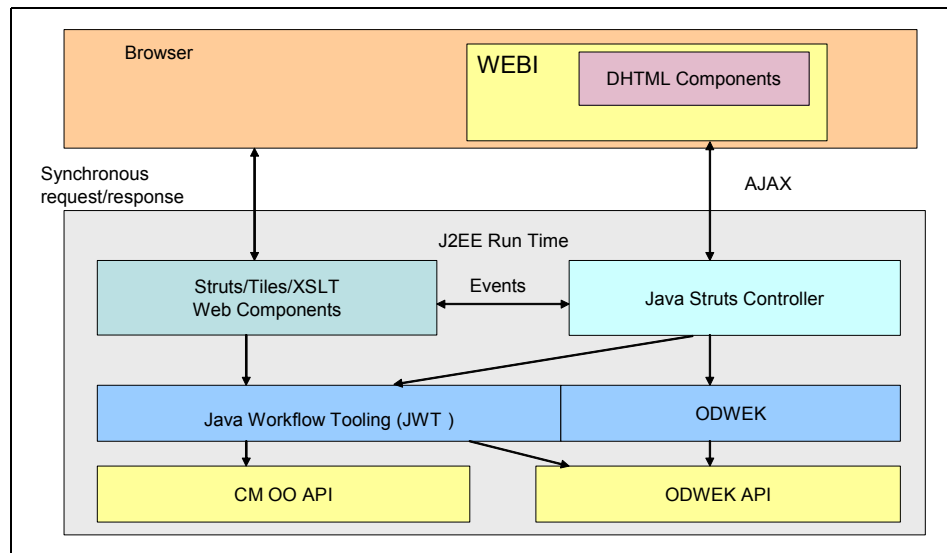 Browser
WEBI
DHTML Components
Synchronous
request/response
AJAX
J2EE Run Time
Struts/Tiles/XSLT
Web Components
Events
Java Struts Controller
Java Workflow Tooling (JWT )
ODWEK
CM OO API
ODWEK API